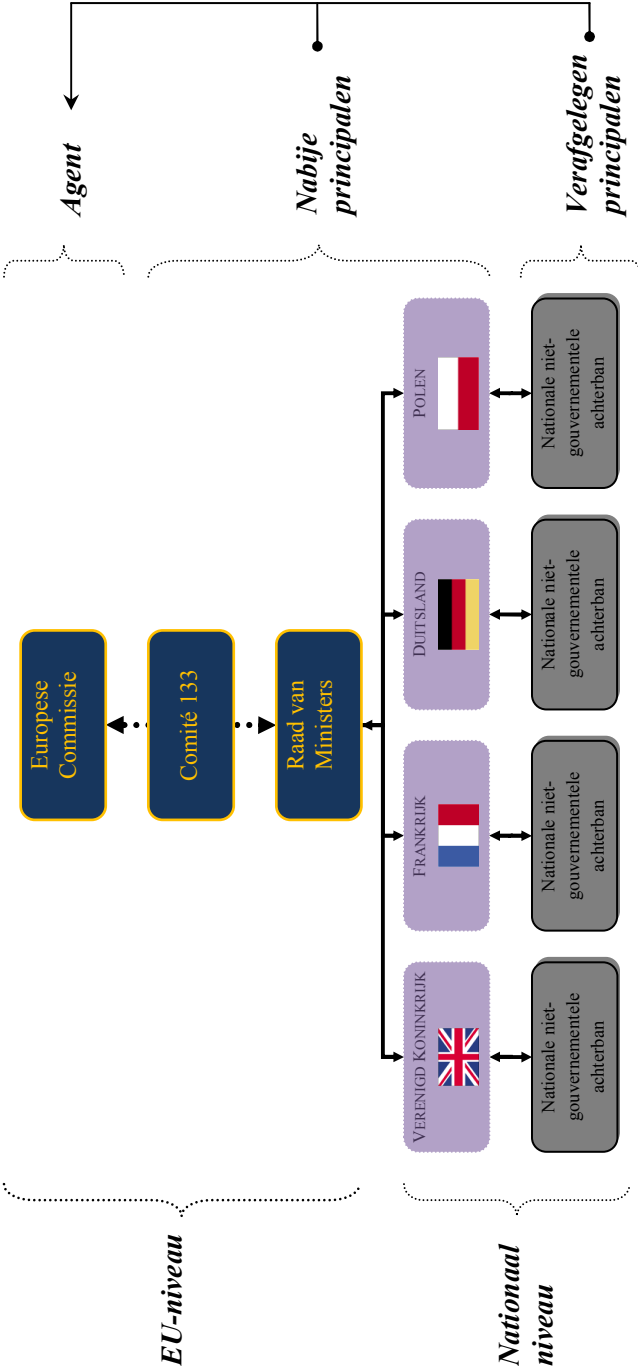 EU-niveau
Nationaal
niveau
Europese
Commissie
Comité 133
Raad van
Ministers
VERENIGD KONINKRIJK
FRANKRIJK
DUITSLAND
POLEN
Nationale niet-
gouvernementele
achterban
Nationale niet-
gouvernementele
achterban
Nationale niet-
gouvernementele
achterban
Nationale niet-
gouvernementele
achterban
Agent
Nabije
principalen
Verafgelegen
principalen